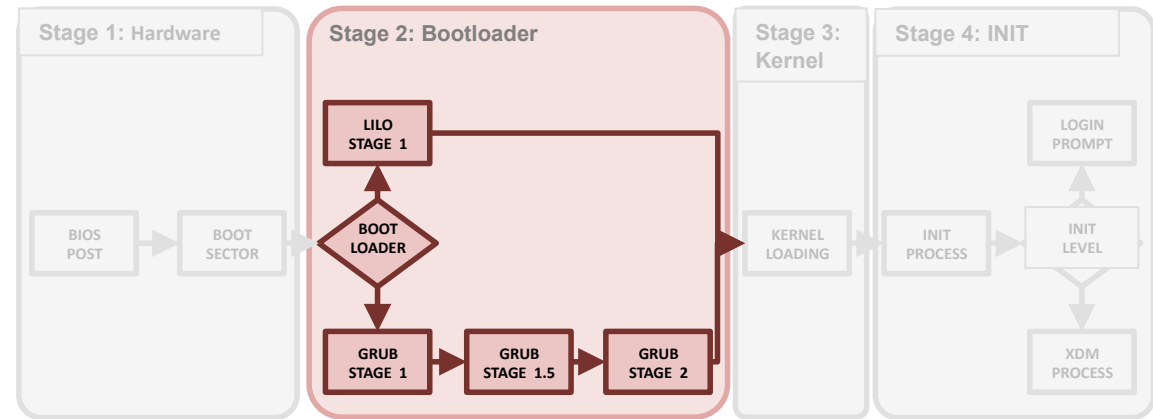 Stage 1: Hardware
BIOS
POST
BOOT
SECTOR
Stage 2: Bootloader
LILO
STAGE 1
BOOT
LOADER
GRUB
STAGE 1
GRUB
STAGE 1.5
GRUB
STAGE 2
Stage 3:
Kernel
KERNEL
LOADING
Stage 4: INIT
INIT
PROCESS
LOGIN
PROMPT
INIT
LEVEL
XDM
PROCESS